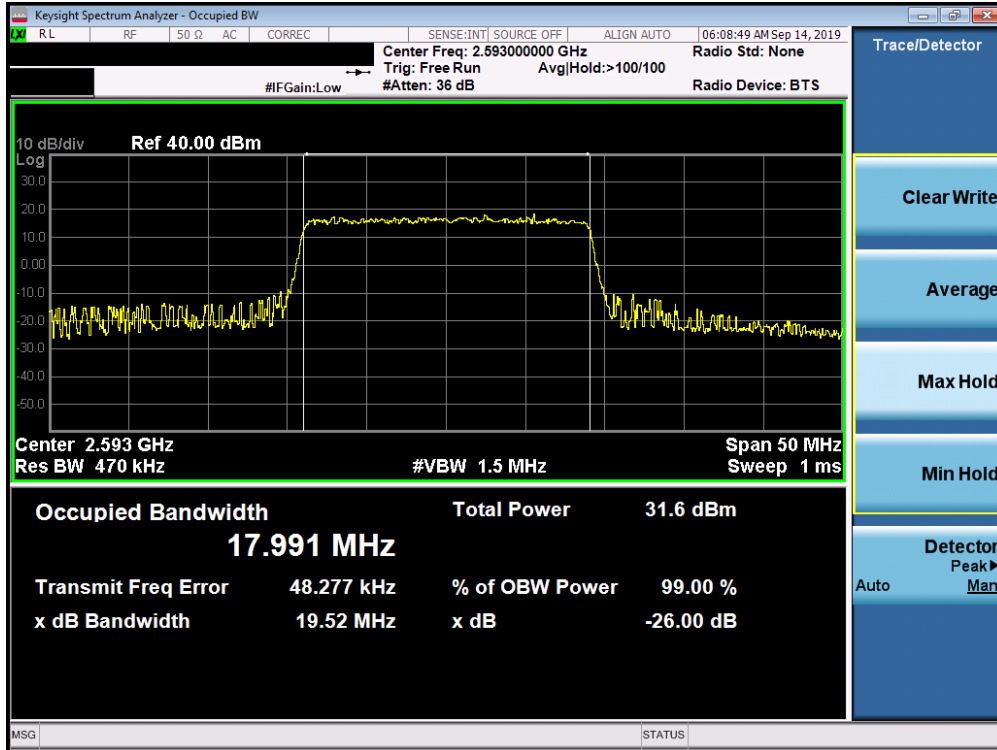 Keysight Spectrum Analyzer - Occupied BW
LXI RL RF 50 Ω AC CORREC SENSE:INT SOURCE OFF ALIGN AUTO 06:08:49 AM Sep 14, 2019
Center Freq: 2.593000000 GHz Radio Std: None
Trig: Free Run Avg|Hold:>100/100
#IFGain:Low #Atten: 36 dB Radio Device: BTS
Trace/Detector
10 dB/div Ref 40.00 dBm
Log
30.0
20.0
10.0
0.00
-10.0
-20.0
-30.0
-40.0
-50.0
Center 2.593 GHz Span 50 MHz
Res BW 470 kHz #VBW 1.5 MHz Sweep 1 ms
Occupied Bandwidth Total Power 31.6 dBm
17.991 MHz
Transmit Freq Error 48.277 kHz % of OBW Power 99.00 %
x dB Bandwidth 19.52 MHz x dB -26.00 dB
Clear Write
Average
Max Hold
Min Hold
Detector
Peak▶
Auto Man
MSG STATUS